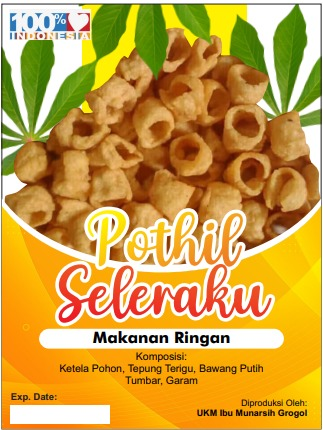 100%
INDONESIA
Pothil
Seleraku
Makanan Ringan
Komposisi:
Ketela Pohon, Tepung Terigu, Bawang Putih
Tumbar, Garam
Exp. Date:
Diproduksi Oleh:
UKM Ibu Munarsih Grogol